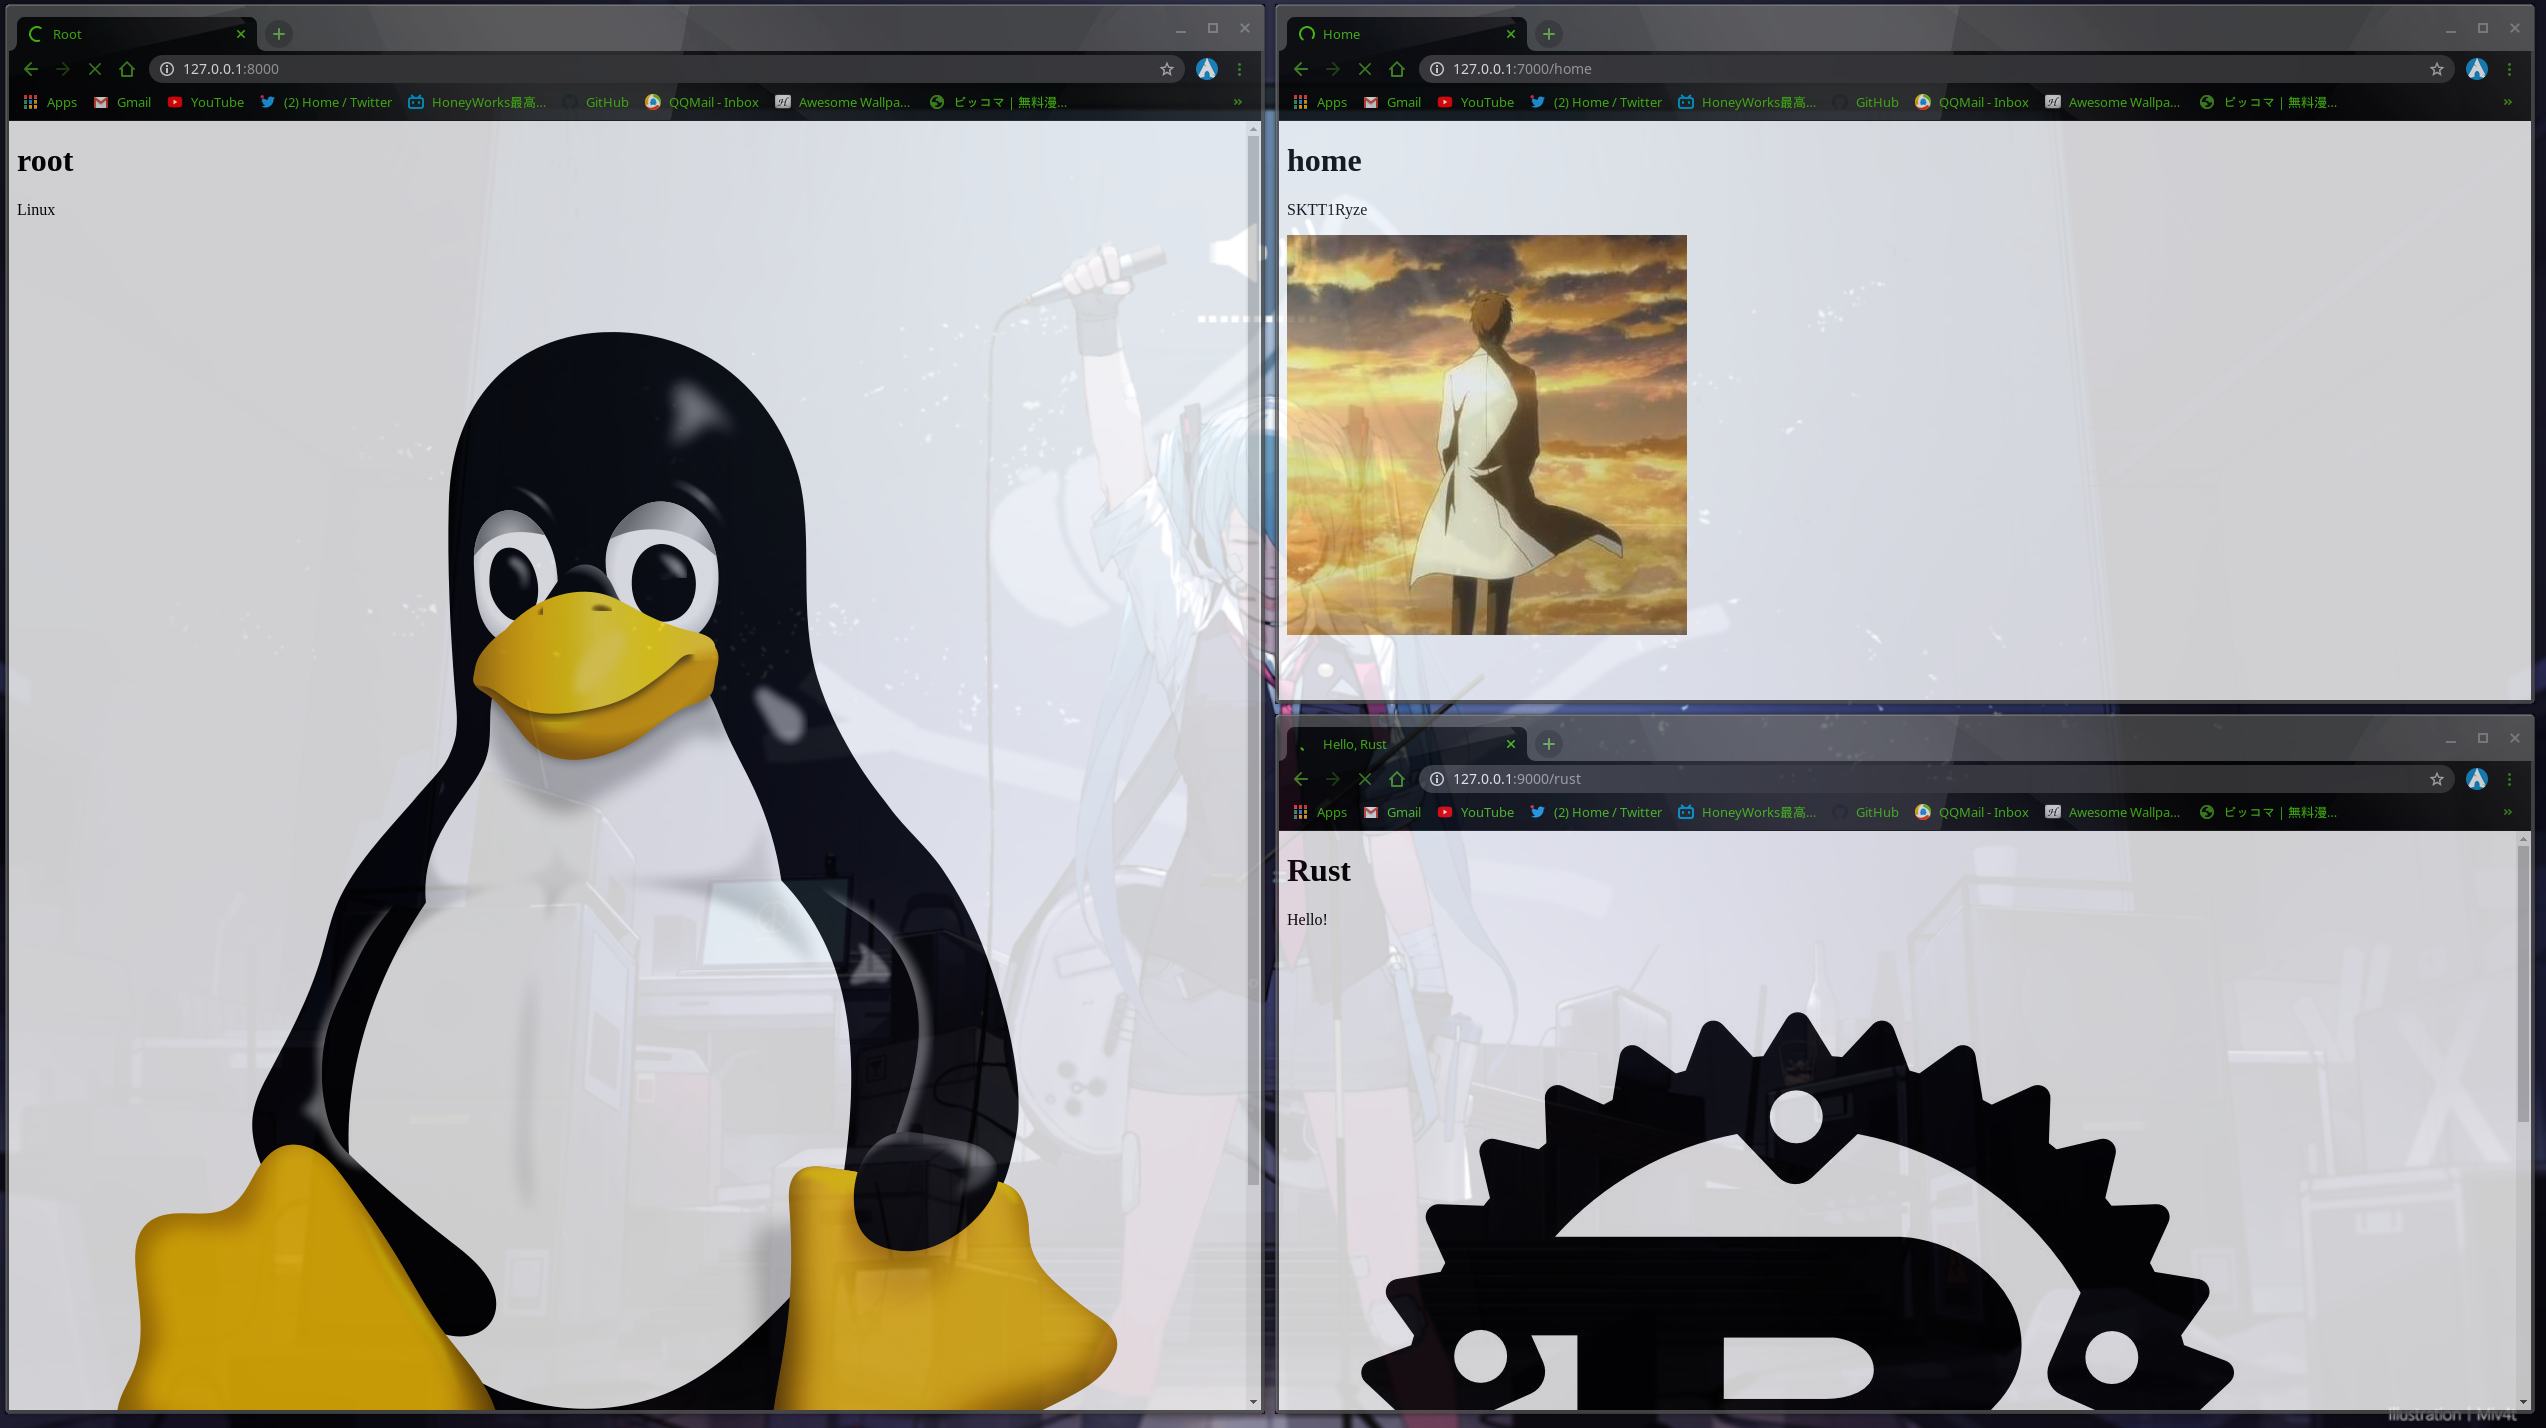 Root
127.0.0.1:8000
Apps Gmail YouTube (2) Home / Twitter HoneyWorks最高... GitHub QQMail - Inbox Awesome Wallpa... ピッコマ | 無料漫... »
root
Linux
Home
127.0.0.1:7000/home
Apps Gmail YouTube (2) Home / Twitter HoneyWorks最高... GitHub QQMail - Inbox Awesome Wallpa... ピッコマ | 無料漫... »
home
SKTT1Ryze
Hello, Rust
127.0.0.1:9000/rust
Apps Gmail YouTube (2) Home / Twitter HoneyWorks最高... GitHub QQMail - Inbox Awesome Wallpa... ピッコマ | 無料漫... »
Rust
Hello!
Illustration | Miv4t